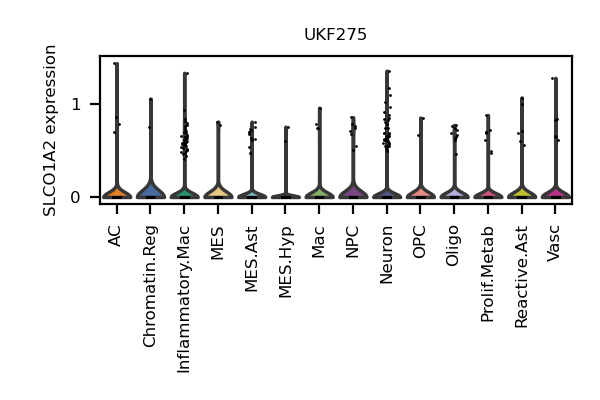 UKF275
SLCO1A2 expression
1
0
AC
Chromatin.Reg
Inflammatory.Mac
MES
MES.Ast
MES.Hyp
Mac
NPC
Neuron
OPC
Oligo
Prolif.Metab
Reactive.Ast
Vasc